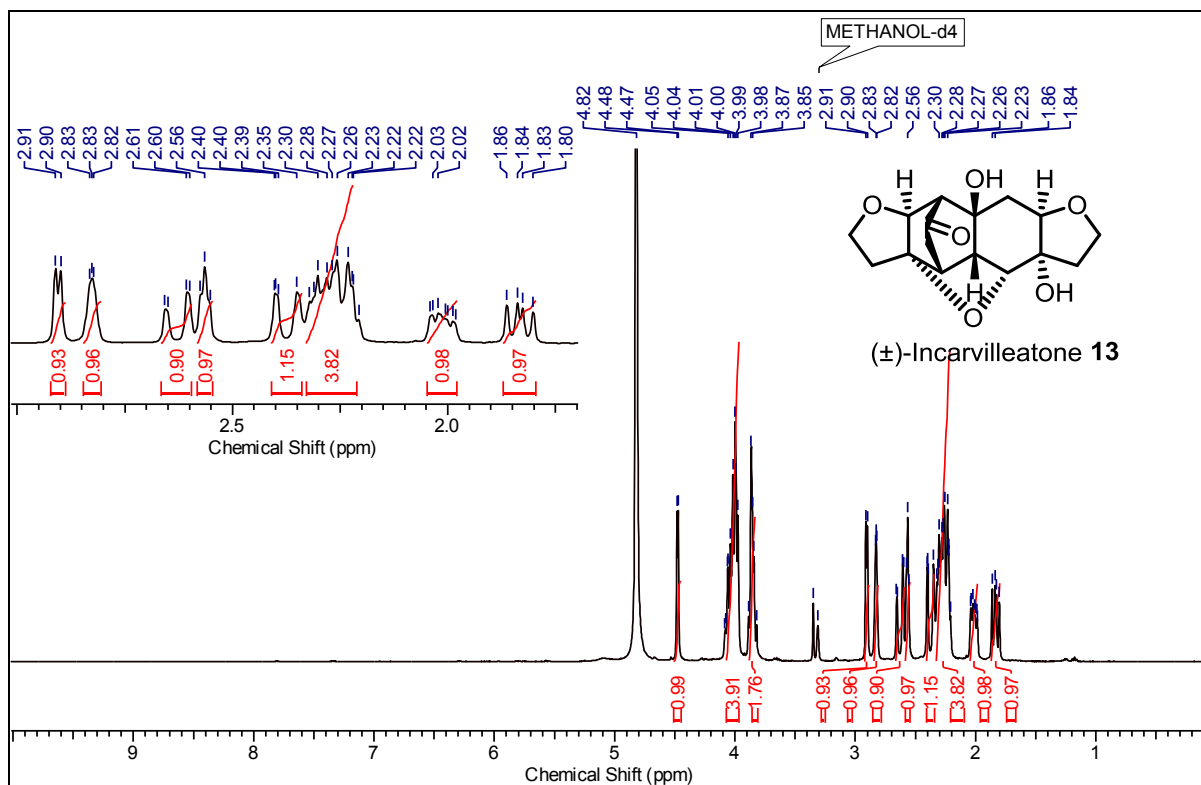 METHANOL-d4
4.82 4.48 4.47 4.05 4.04 4.01 4.00 3.99 3.98 3.87 3.85 2.91 2.90 2.83 2.82 2.56 2.30 2.28 2.27 2.26 2.23 1.86 1.84
2.91 2.90 2.83 2.83 2.82 2.61 2.60 2.56 2.40 2.40 2.39 2.35 2.30 2.28 2.27 2.26 2.23 2.22 2.22 2.03 2.02 1.86 1.84 1.83 1.80
H OH H
O O
O
H OH
O
(±)-Incarvilleatone 13
0.93 0.96 0.90 0.97 1.15 3.82 0.98 0.97
2.5 2.0
Chemical Shift (ppm)
0.99 3.91 1.76 0.93 0.96 0.90 0.97 1.15 3.82 0.98 0.97
9 8 7 6 5 4 3 2 1
Chemical Shift (ppm)